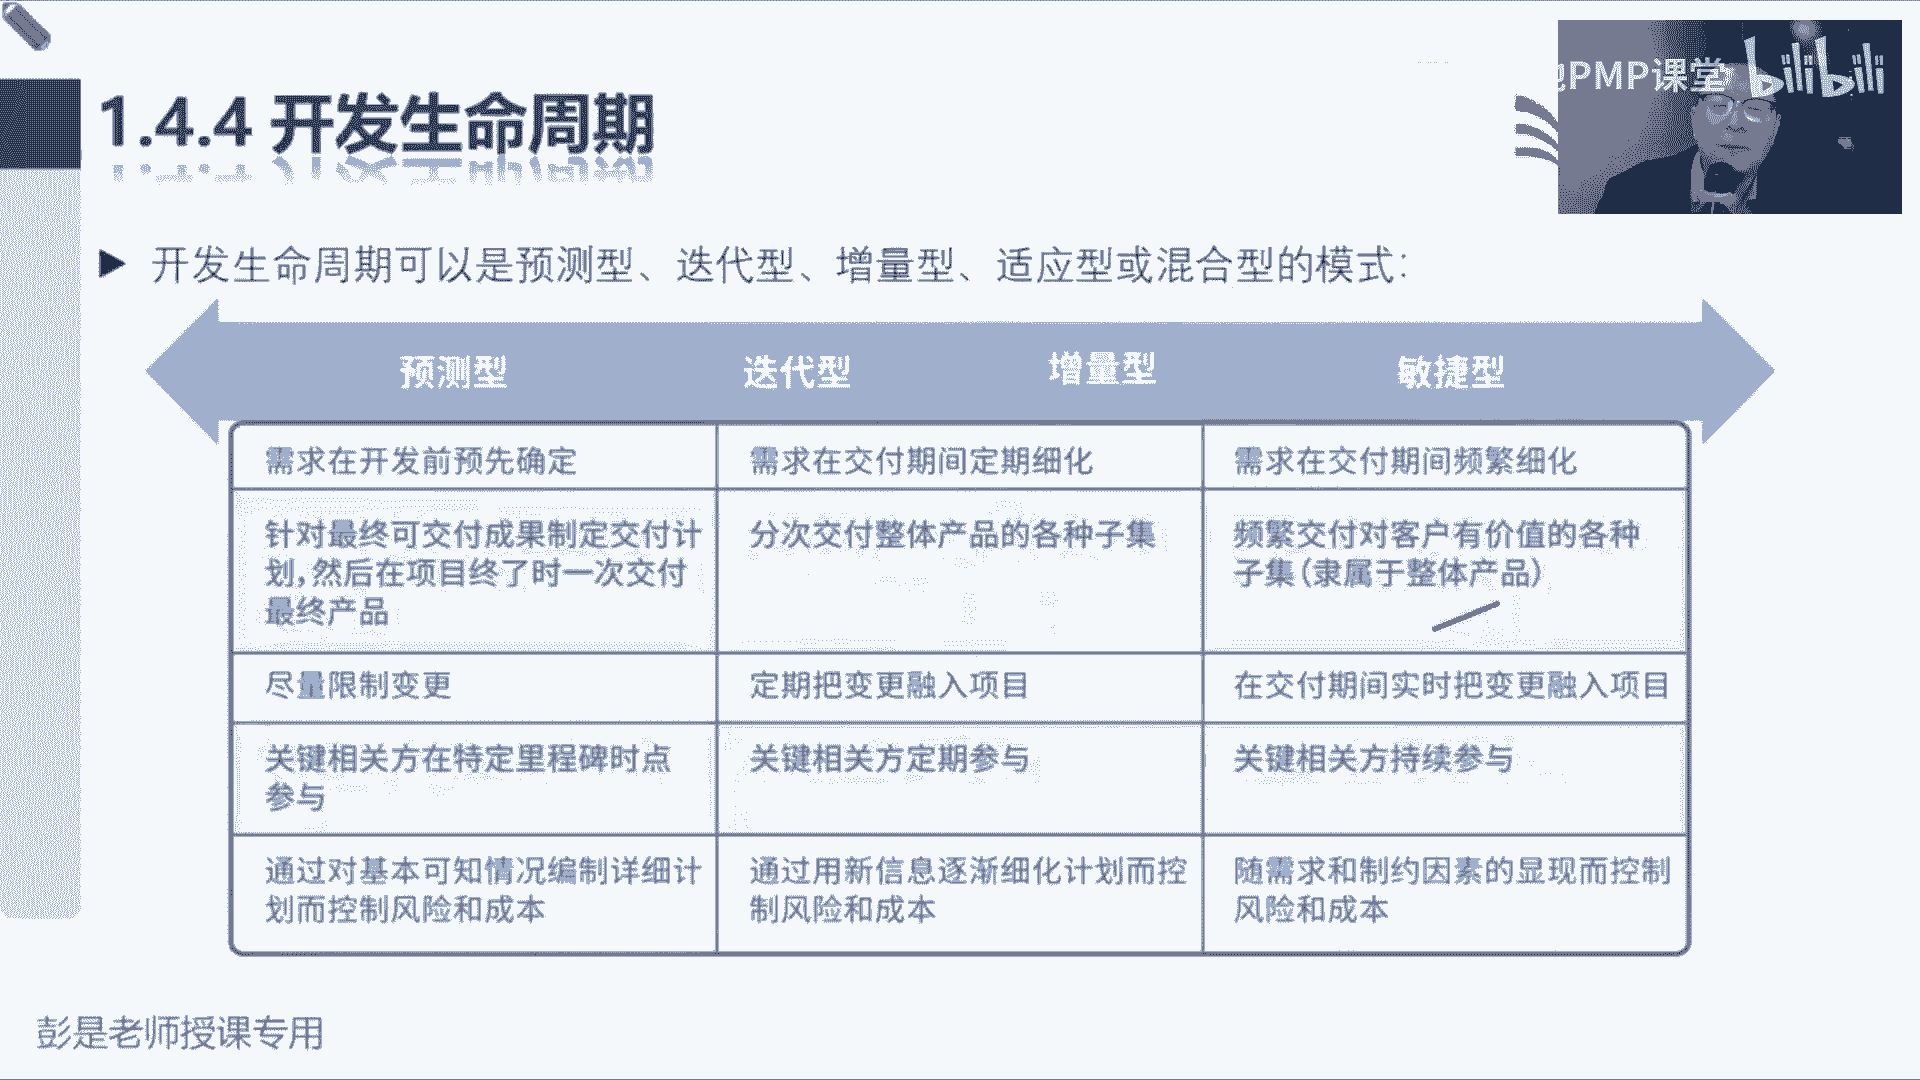 PMP课堂 bilibili
1.4.4 开发生命周期
▶ 开发生命周期可以是预测型、迭代型、增量型、适应型或混合型的模式：
预测型 迭代型 增量型 敏捷型
需求在开发前预先确定
需求在交付期间定期细化
需求在交付期间频繁细化
针对最终可交付成果制定交付计
划，然后在项目终了时一次交付
最终产品
分次交付整体产品的各种子集
频繁交付对客户有价值的各种
子集（隶属于整体产品）
尽量限制变更
定期把变更融入项目
在交付期间实时把变更融入项目
关键相关方在特定里程碑时点
参与
关键相关方定期参与
关键相关方持续参与
通过对基本可知情况编制详细计
划而控制风险和成本
通过用新信息逐渐细化计划而控
制风险和成本
随需求和制约因素的显现而控制
风险和成本
彭是老师授课专用